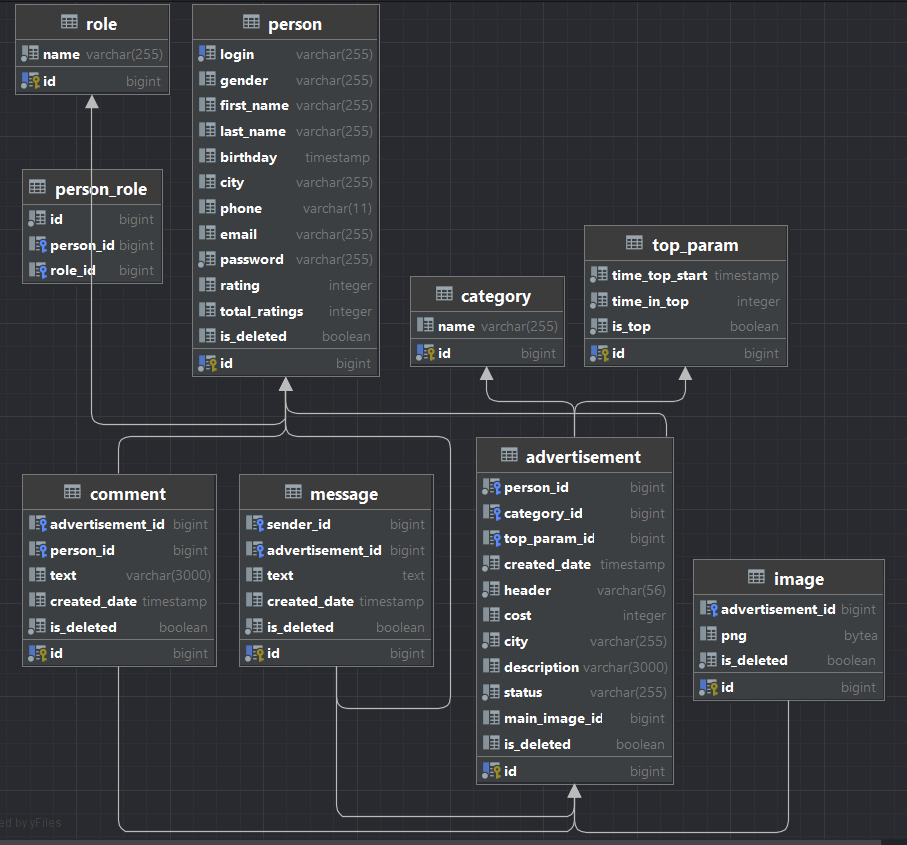 role
name varchar(255)
id bigint
person
login varchar(255)
gender varchar(255)
first_name varchar(255)
last_name varchar(255)
birthday timestamp
city varchar(255)
phone varchar(11)
email varchar(255)
password varchar(255)
rating integer
total_ratings integer
is_deleted boolean
id bigint
person_role
id bigint
person_id bigint
role_id bigint
category
name varchar(255)
id bigint
top_param
time_top_start timestamp
time_in_top integer
is_top boolean
id bigint
comment
advertisement_id bigint
person_id bigint
text varchar(3000)
created_date timestamp
is_deleted boolean
id bigint
message
sender_id bigint
advertisement_id bigint
text text
created_date timestamp
is_deleted boolean
id bigint
advertisement
person_id bigint
category_id bigint
top_param_id bigint
created_date timestamp
header varchar(56)
cost integer
city varchar(255)
description varchar(3000)
status varchar(255)
main_image_id bigint
is_deleted boolean
id bigint
image
advertisement_id bigint
png bytea
is_deleted boolean
id bigint
ed by yFiles